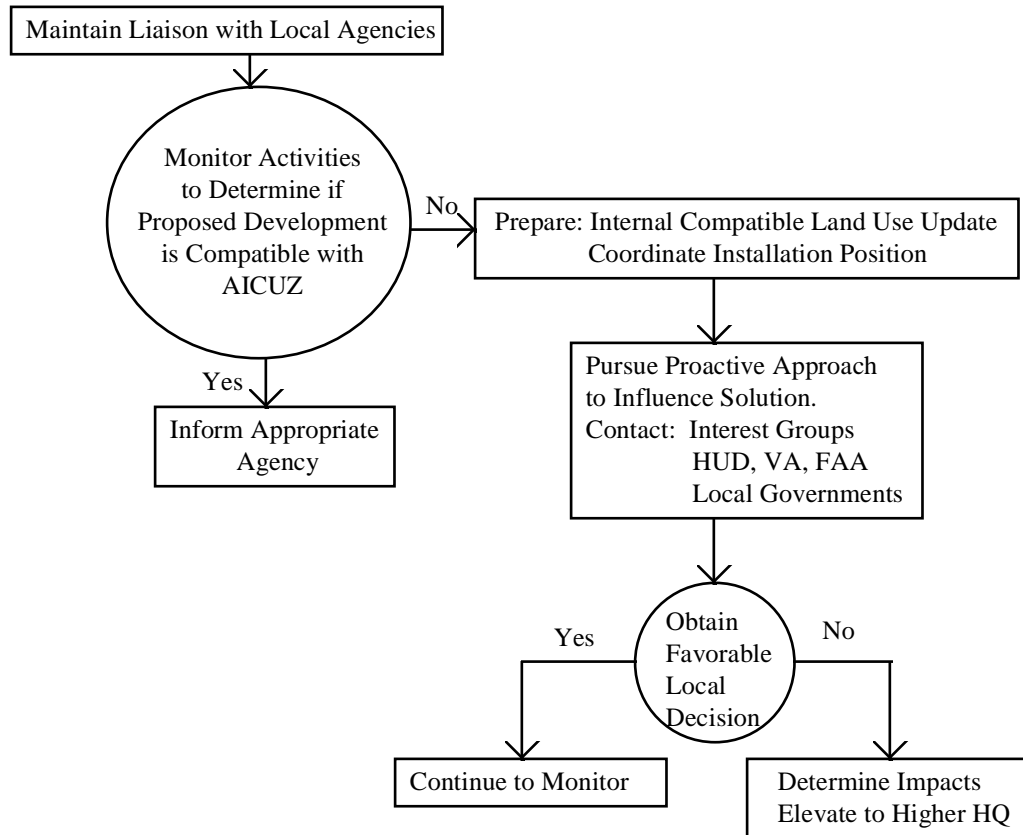 Maintain Liaison with Local Agencies
Monitor Activities
to Determine if
Proposed Development
is Compatible with
AICUZ
No
Prepare: Internal Compatible Land Use Update
Coordinate Installation Position
Yes
Inform Appropriate
Agency
Pursue Proactive Approach
to Influence Solution.
Contact: Interest Groups
HUD, VA, FAA
Local Governments
Obtain
Favorable
Local
Decision
Yes
No
Continue to Monitor
Determine Impacts
Elevate to Higher HQ